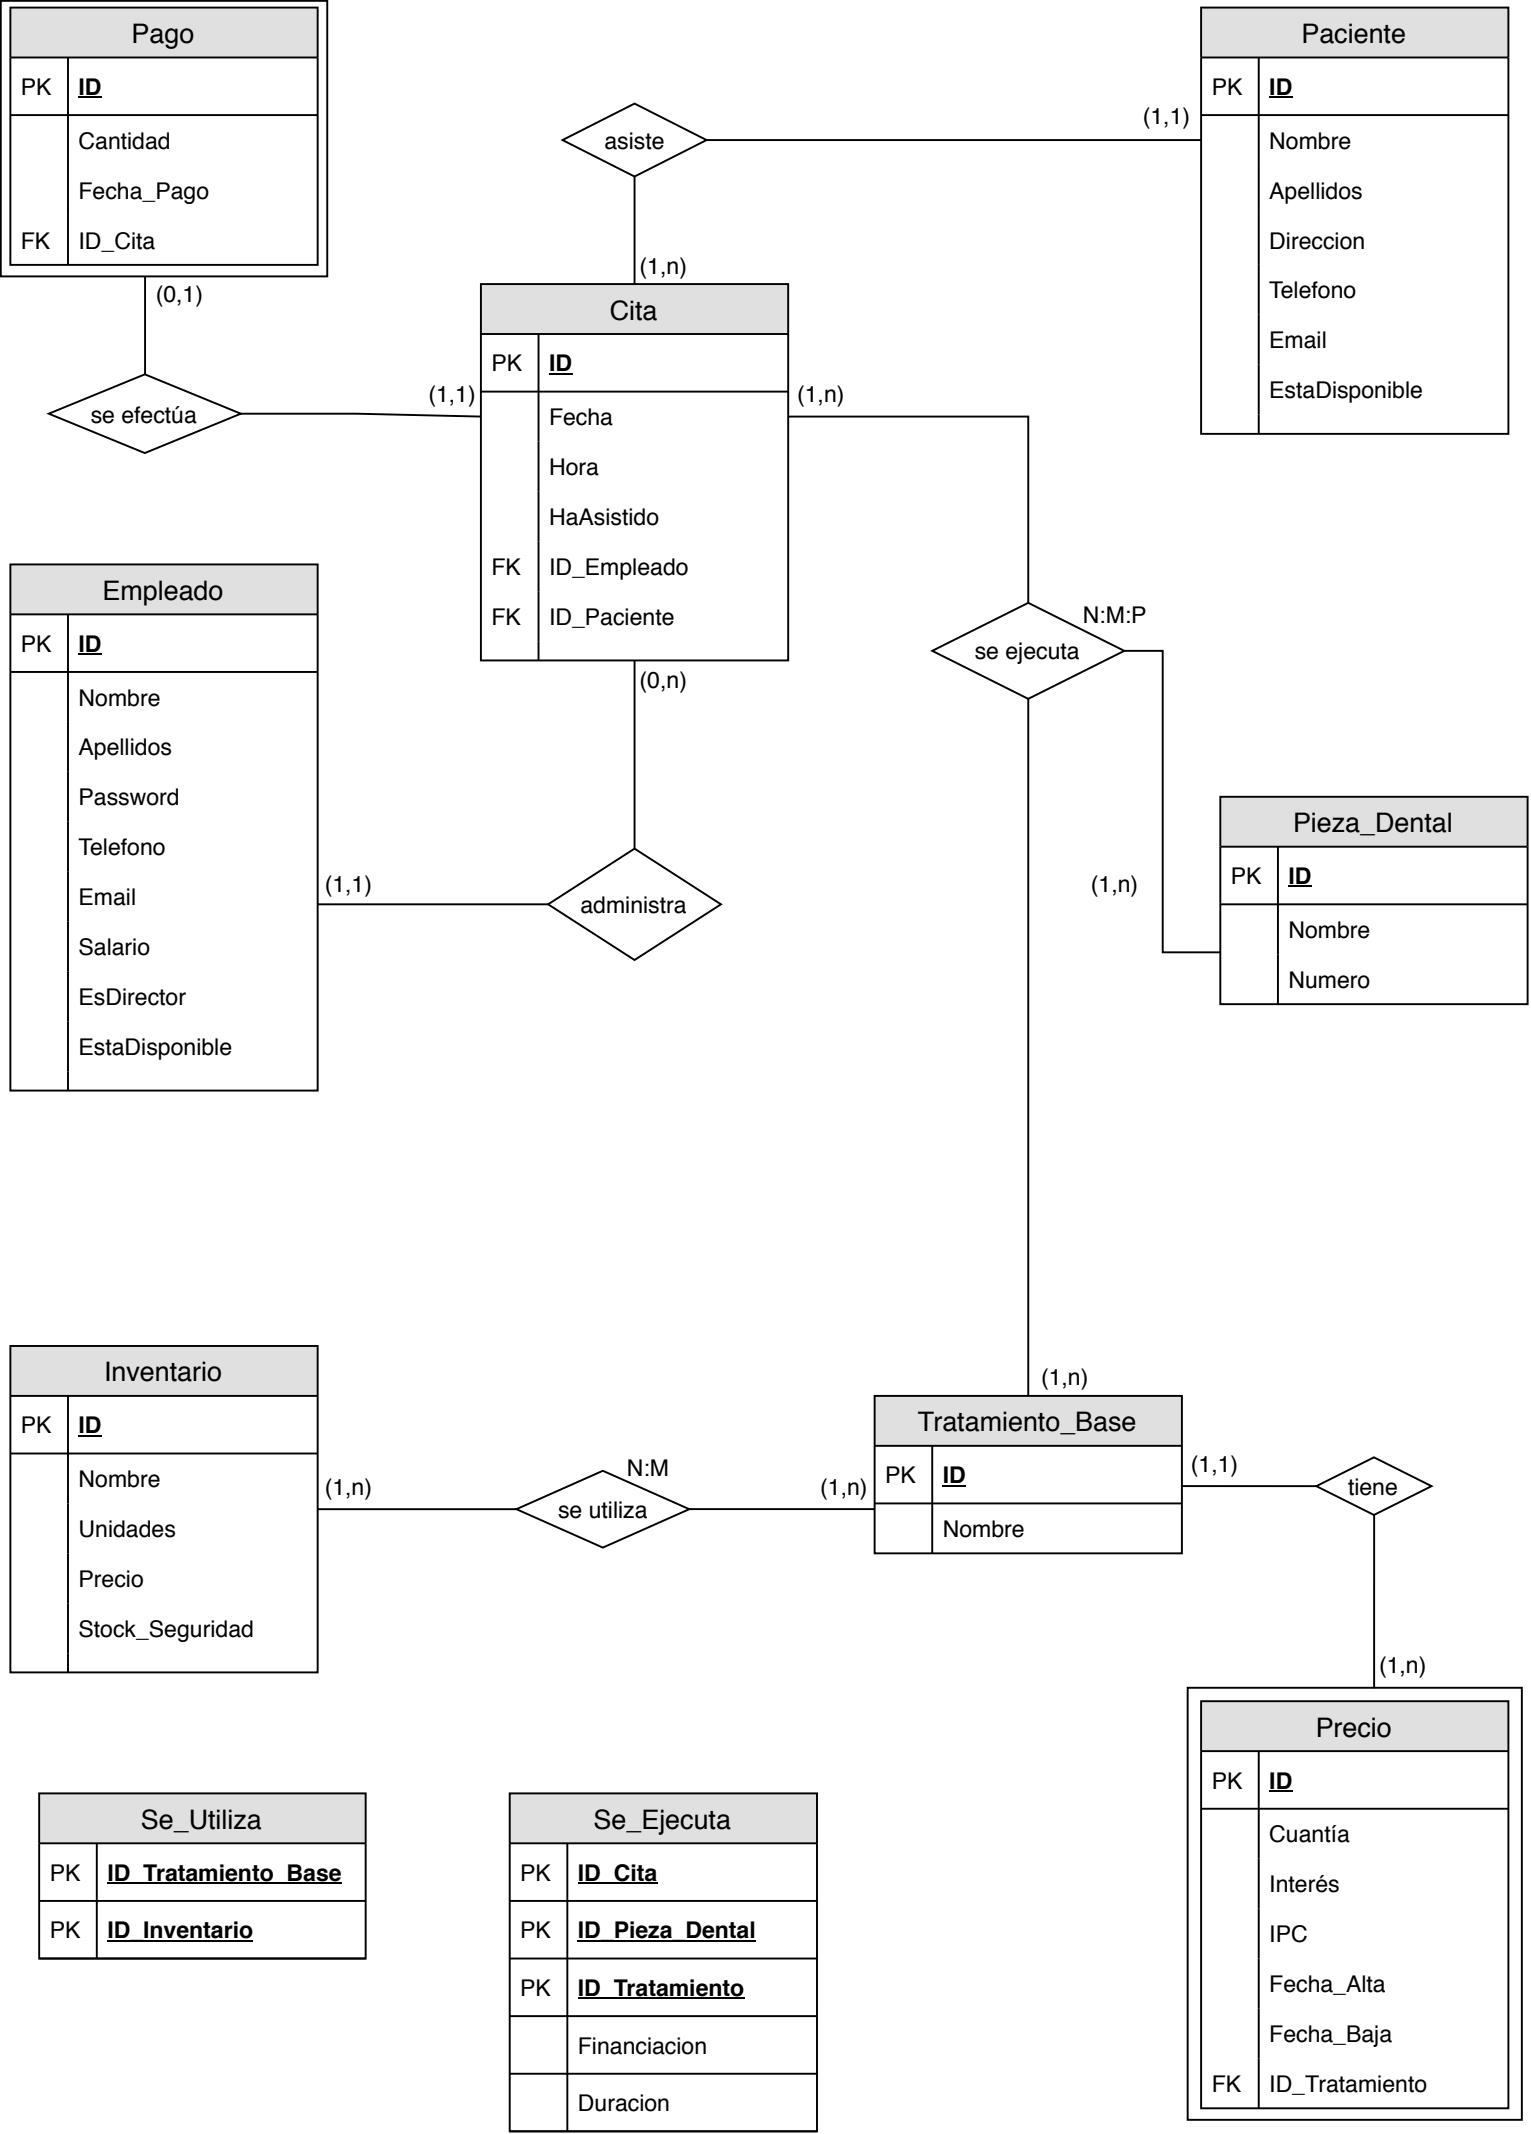 Pago
PK ID
Cantidad
Fecha_Pago
FK ID_Cita
(0,1)
se efectúa
(1,1)
asiste
(1,1)
(1,n)
Paciente
PK ID
Nombre
Apellidos
Direccion
Telefono
Email
EstaDisponible
Cita
PK ID
Fecha
Hora
HaAsistido
FK ID_Empleado
FK ID_Paciente
(1,n)
(0,n)
N:M:P
se ejecuta
Empleado
PK ID
Nombre
Apellidos
Password
Telefono
Email
Salario
EsDirector
EstaDisponible
(1,1)
administra
(1,n)
Pieza_Dental
PK ID
Nombre
Numero
Inventario
PK ID
Nombre
Unidades
Precio
Stock_Seguridad
(1,n)
N:M
se utiliza
(1,n)
(1,n)
Tratamiento_Base
PK ID
Nombre
(1,1)
tiene
(1,n)
Precio
PK ID
Cuantía
Interés
IPC
Fecha_Alta
Fecha_Baja
FK ID_Tratamiento
Se_Utiliza
PK ID_Tratamiento_Base
PK ID_Inventario
Se_Ejecuta
PK ID_Cita
PK ID_Pieza_Dental
PK ID_Tratamiento
Financiacion
Duracion